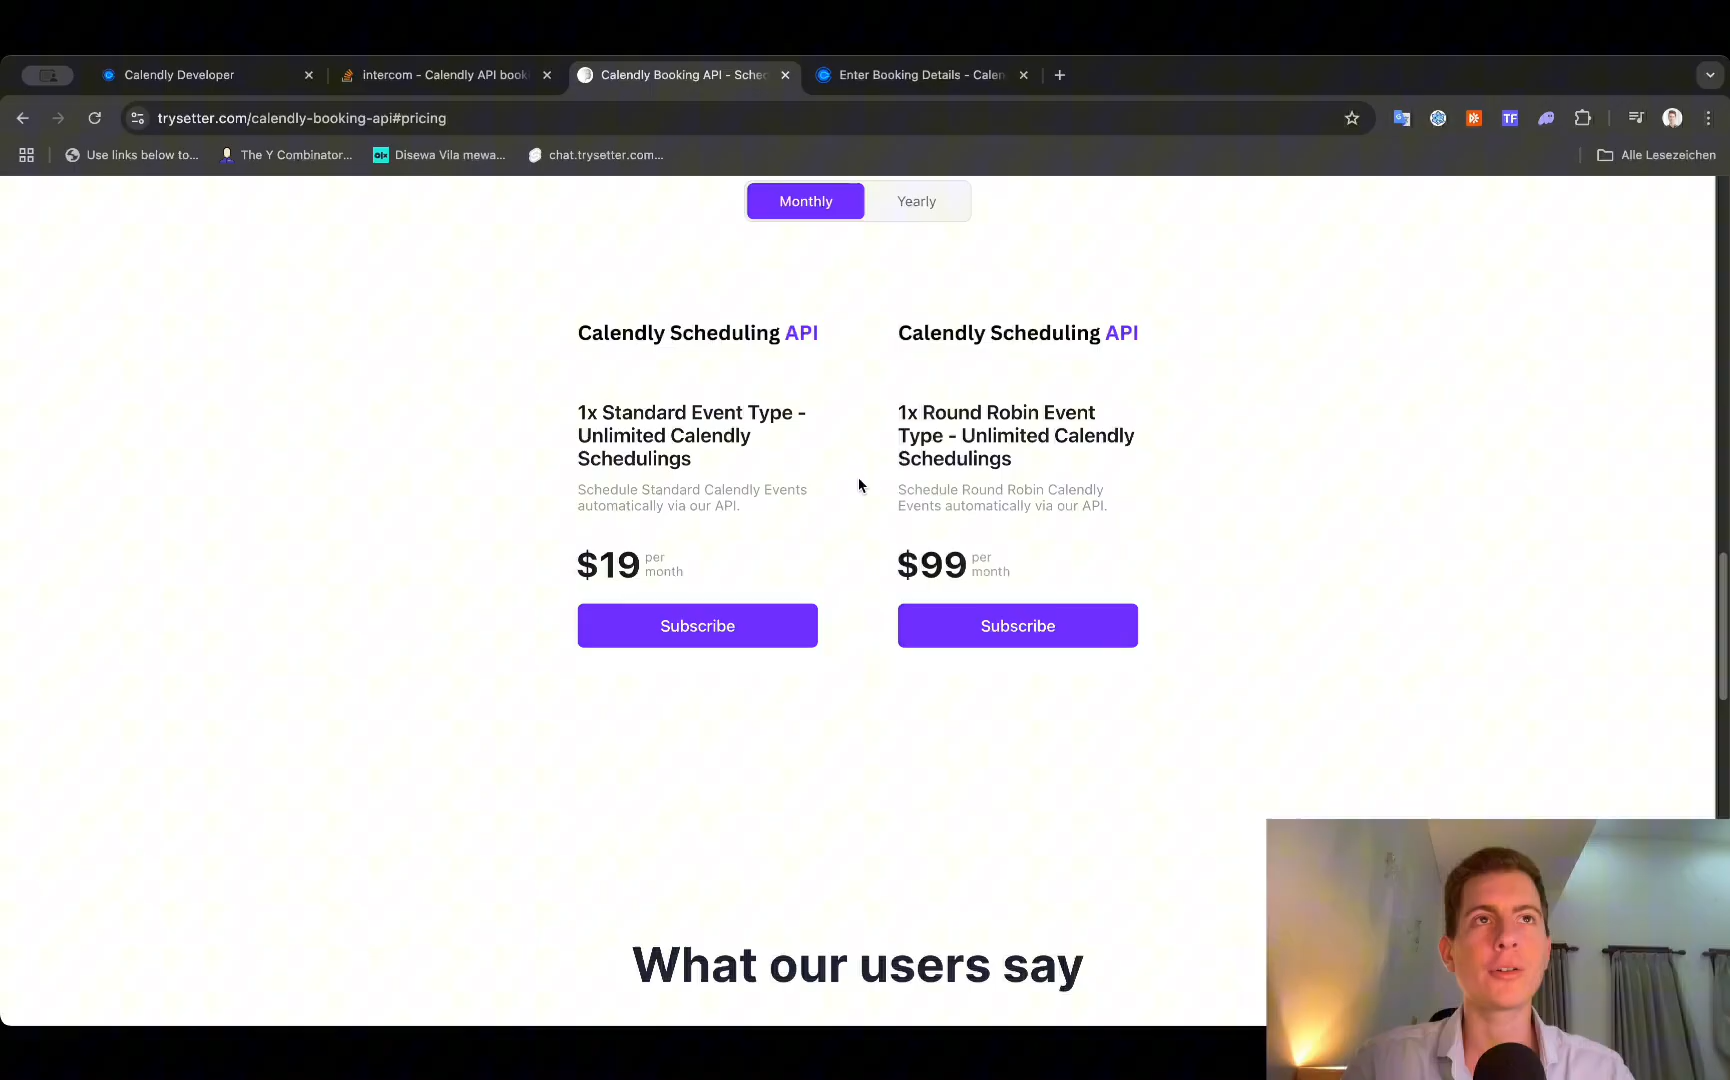 Calendly Developer
intercom - Calendly API book
Calendly Booking API - Sched
Enter Booking Details - Calen
trysetter.com/calendly-booking-api#pricing
TF
Use links below to...
The Y Combinator...
Disewa Vila mewa...
chat.trysetter.com...
Alle Lesezeichen
Monthly
Yearly
Calendly Scheduling API
1x Standard Event Type -
Unlimited Calendly
Schedulings
Schedule Standard Calendly Events
automatically via our API.
$19 per
month
Subscribe
Calendly Scheduling API
1x Round Robin Event
Type - Unlimited Calendly
Schedulings
Schedule Round Robin Calendly
Events automatically via our API.
$99 per
month
Subscribe
What our users say